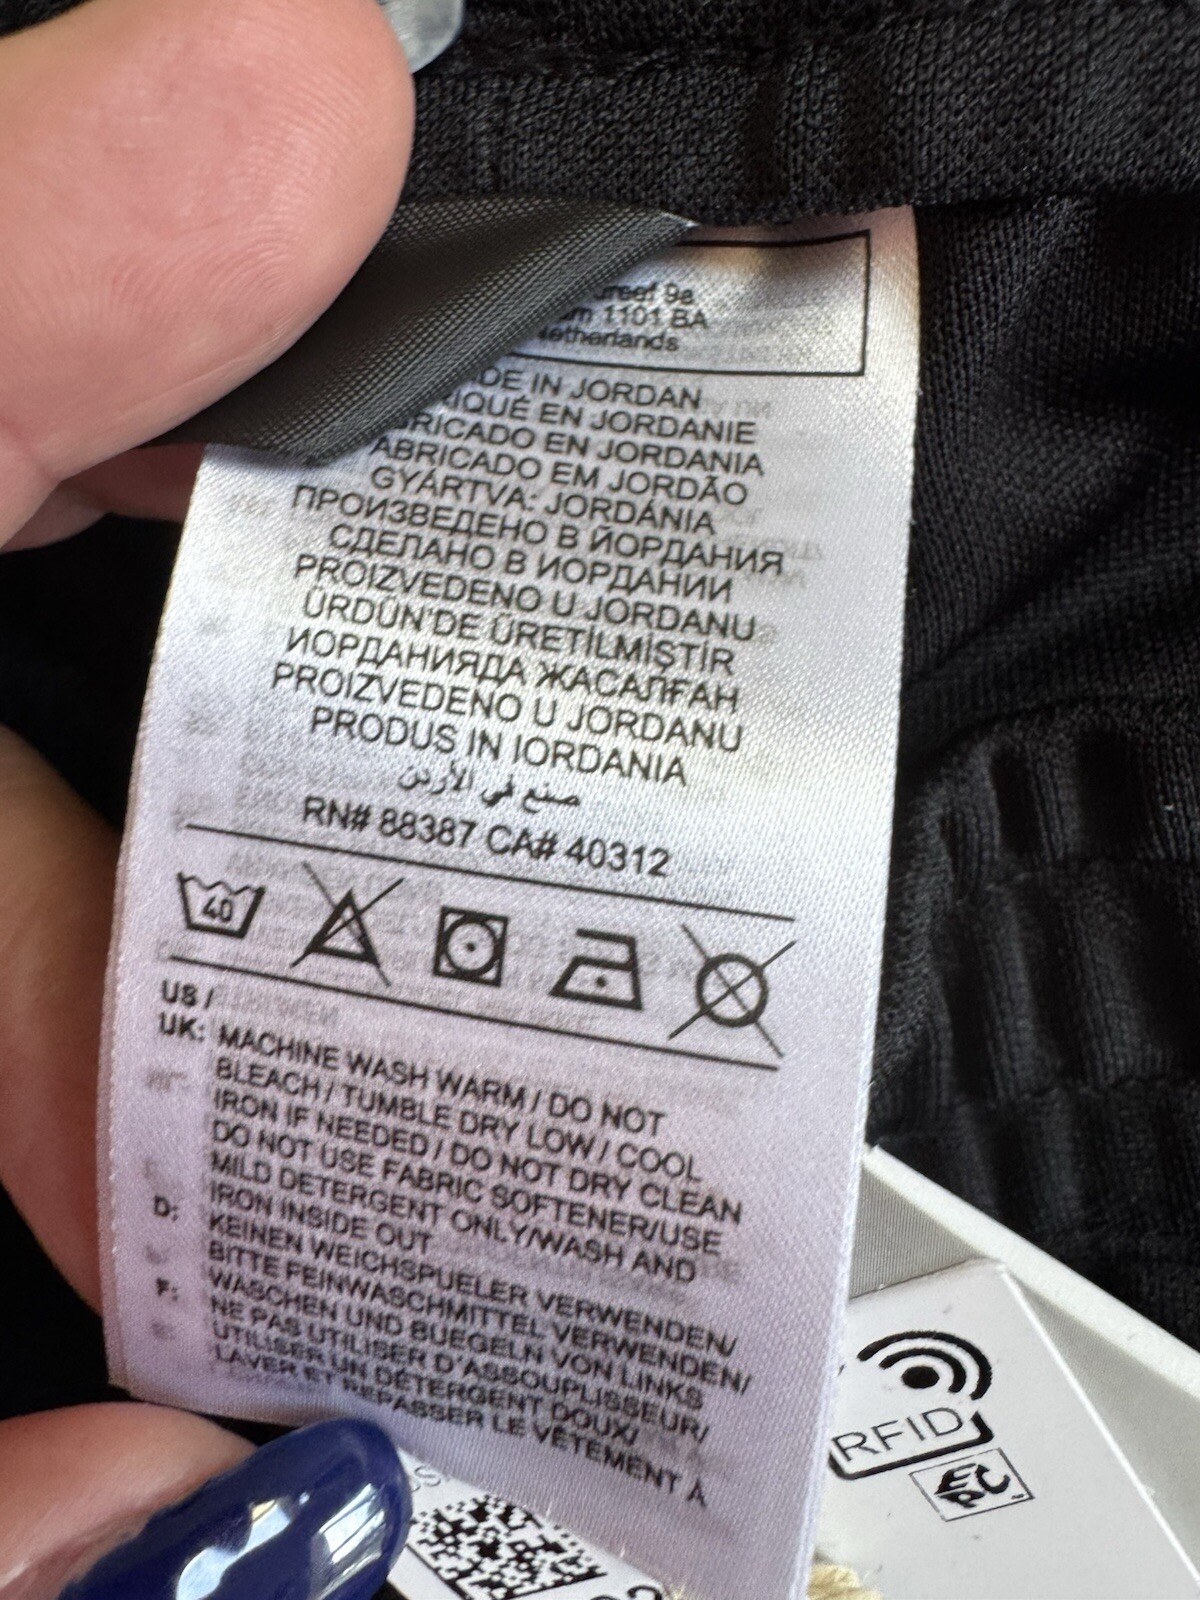 9a
1101 BA
Netherlands
IN JORDAN
EN JORDANIE
EN JORDANIA
ABRICADO EM JORDÃO
GYÁRTVA: JORDÁNIA
ПРОИЗВЕДЕНО В ЙОРДАНИЯ
СДЕЛАНО В ИОРДАНИИ
PROIZVEDENO U JORDANU
ÜRDÜN'DE ÜRETİLMİŞTİR
ИОРДАНИЯДА ЖАСАЛҒАН
PROIZVEDENO U JORDANU
PRODUS IN IORDANIA
صنع في الأردن
RN# 88387 CA# 40312
40
US /
UK: MACHINE WASH WARM / DO NOT
BLEACH / TUMBLE DRY LOW / COOL
IRON IF NEEDED / DO NOT DRY CLEAN
DO NOT USE FABRIC SOFTENER/USE
MILD DETERGENT ONLY/WASH AND
IRON INSIDE OUT
D: KEINEN WEICHSPUELER VERWENDEN/
BITTE FEINWASCHMITTEL VERWENDEN/
WASCHEN UND BUEGELN VON LINKS
F: NE PAS UTILISER D'ASSOUPLISSEUR/
UTILISER UN DÉTERGENT DOUX/
LAVER ET REPASSER LE VÊTEMENT À
RFID
EPC